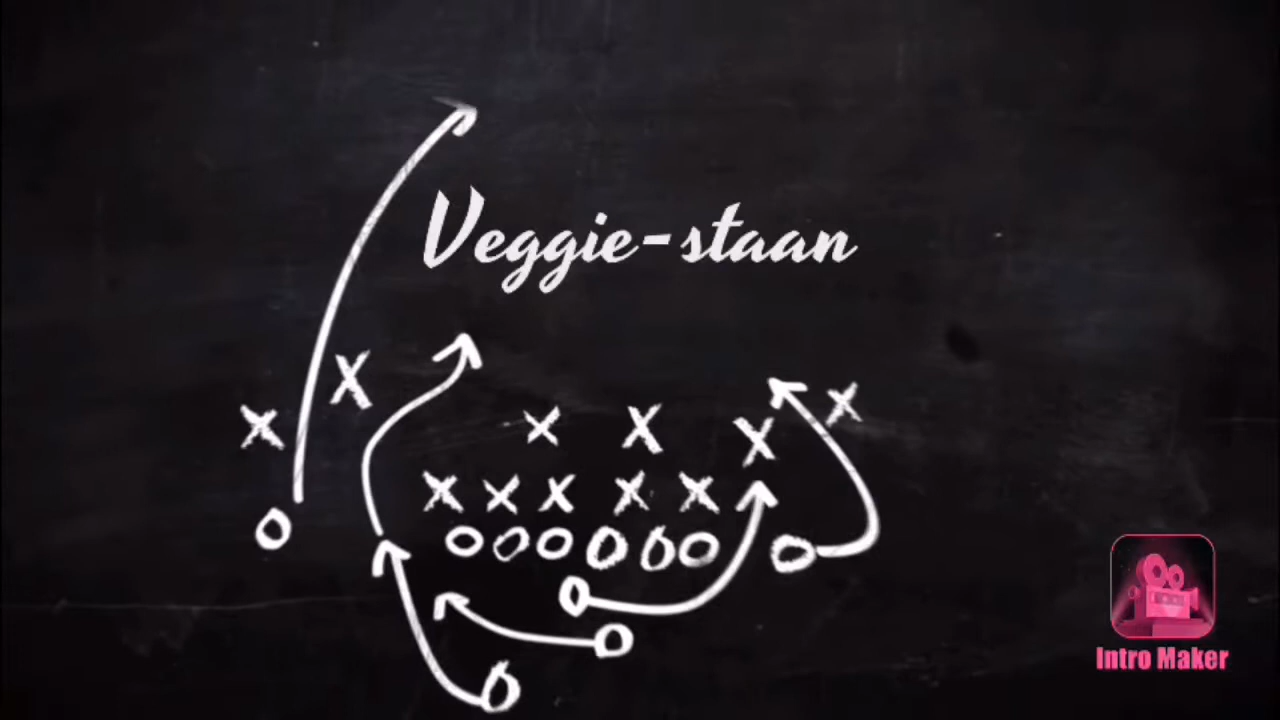 Veggie-staan
X X X X X X
X X X X X
O O O O O O O O
O
O
O
Intro Maker